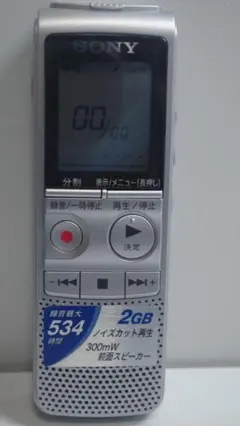 SONY
00/00
分割 表示/メニュー(長押し)
録音/一時停止 再生/停止
決定
- ⏮ ■ ⏭ +
録音最大
534
時間
2GB
ノイズカット再生
300mW
前面スピーカー